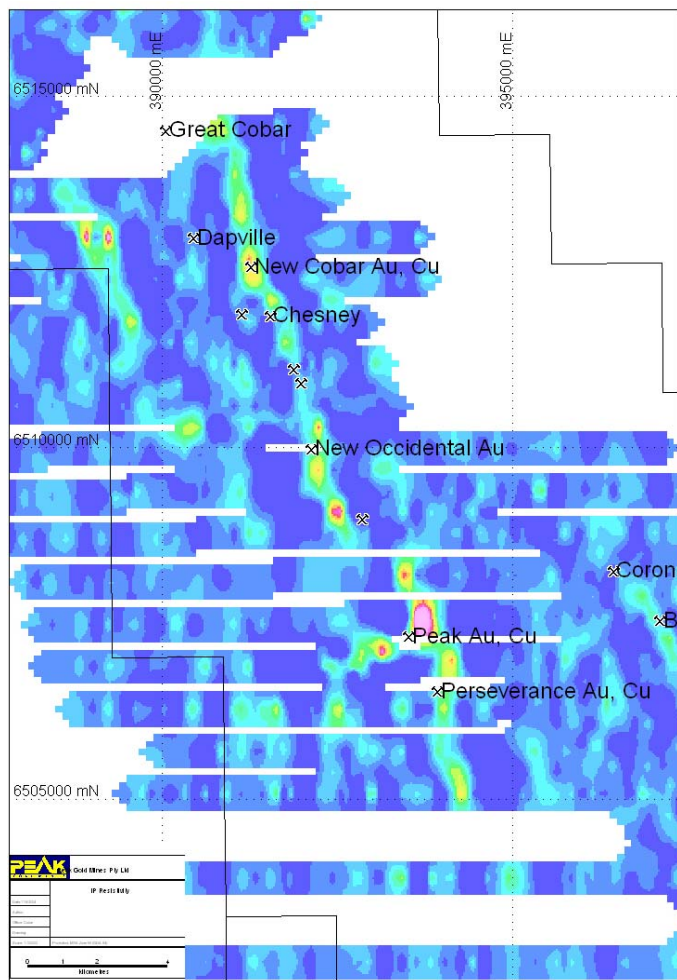 390000 mE
395000 mE
6515000 mN
Great Cobar
Dapville
New Cobar Au, Cu
Chesney
6510000 mN
New Occidental Au
Coron
Peak Au, Cu
B
Perseverance Au, Cu
6505000 mN
PEAK Gold Mines Pty Ltd
IP Resistivity
0 2 4
kilometres